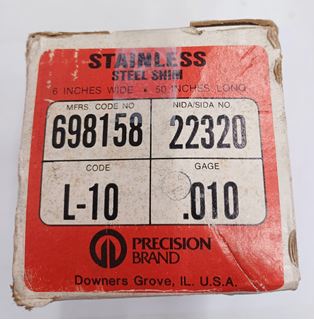 STAINLESS
STEEL SHIM
6 INCHES WIDE • 50 INCHES LONG
MFRS. CODE NO
NIDA/SIDA NO
698158
22320
CODE
GAGE
L-10
.010
PRECISION
BRAND
Downers Grove, IL. U.S.A.